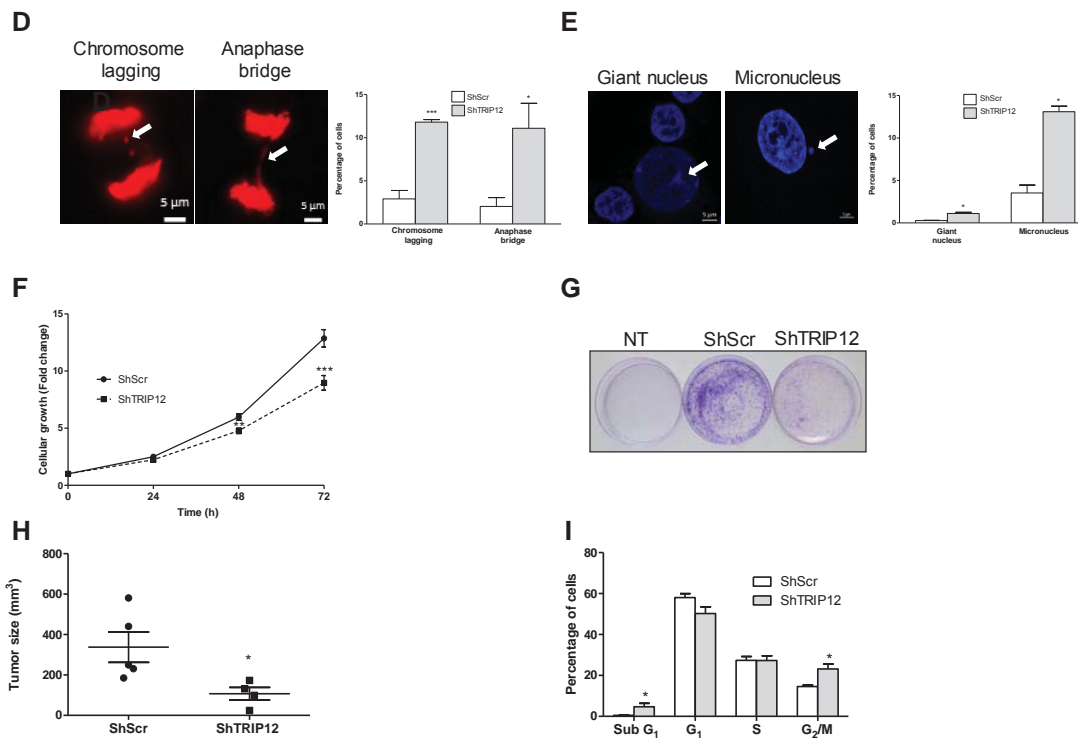 D
Chromosome
lagging
Anaphase
bridge
5 µm
5 µm
ShScr
ShTRIP12
Percentage of cells
15
10
5
0
***
*
Chromosome
lagging
Anaphase
bridge
E
Giant nucleus
Micronucleus
5 µm
ShScr
ShTRIP12
Percentage of cells
15
10
5
0
*
*
Giant
nucleus
Micronucleus
F
Cellular growth (Fold change)
15
10
5
0
ShScr
ShTRIP12
**
***
0 24 48 72
Time (h)
G
NT ShScr ShTRIP12
H
Tumor size (mm³)
800
600
400
200
0
*
ShScr ShTRIP12
I
Percentage of cells
80
60
40
20
0
ShScr
ShTRIP12
*
*
Sub G₁ G₁ S G₂/M